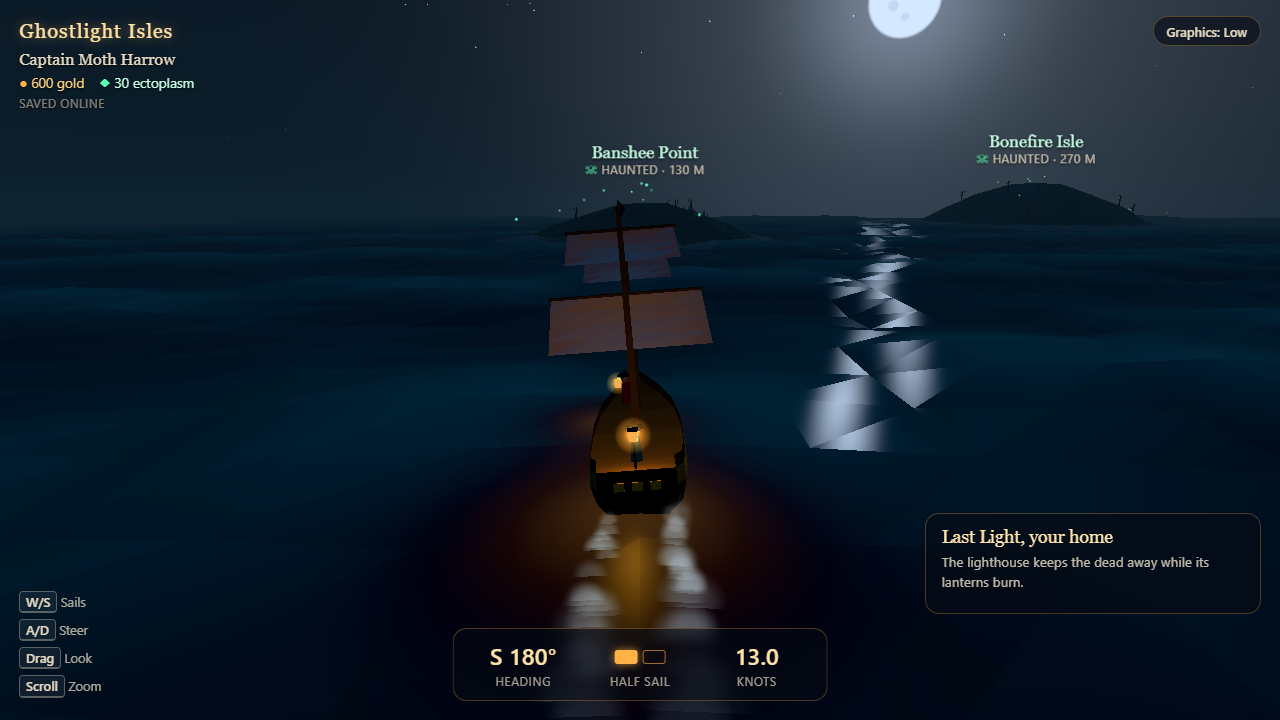 Ghostlight Isles
Captain Moth Harrow
600 gold 30 ectoplasm
SAVED ONLINE
Graphics: Low
Banshee Point
HAUNTED · 130 M
Bonefire Isle
HAUNTED · 270 M
Last Light, your home
The lighthouse keeps the dead away while its
lanterns burn.
W/S Sails
A/D Steer
Drag Look
Scroll Zoom
S 180° 13.0
HEADING HALF SAIL KNOTS